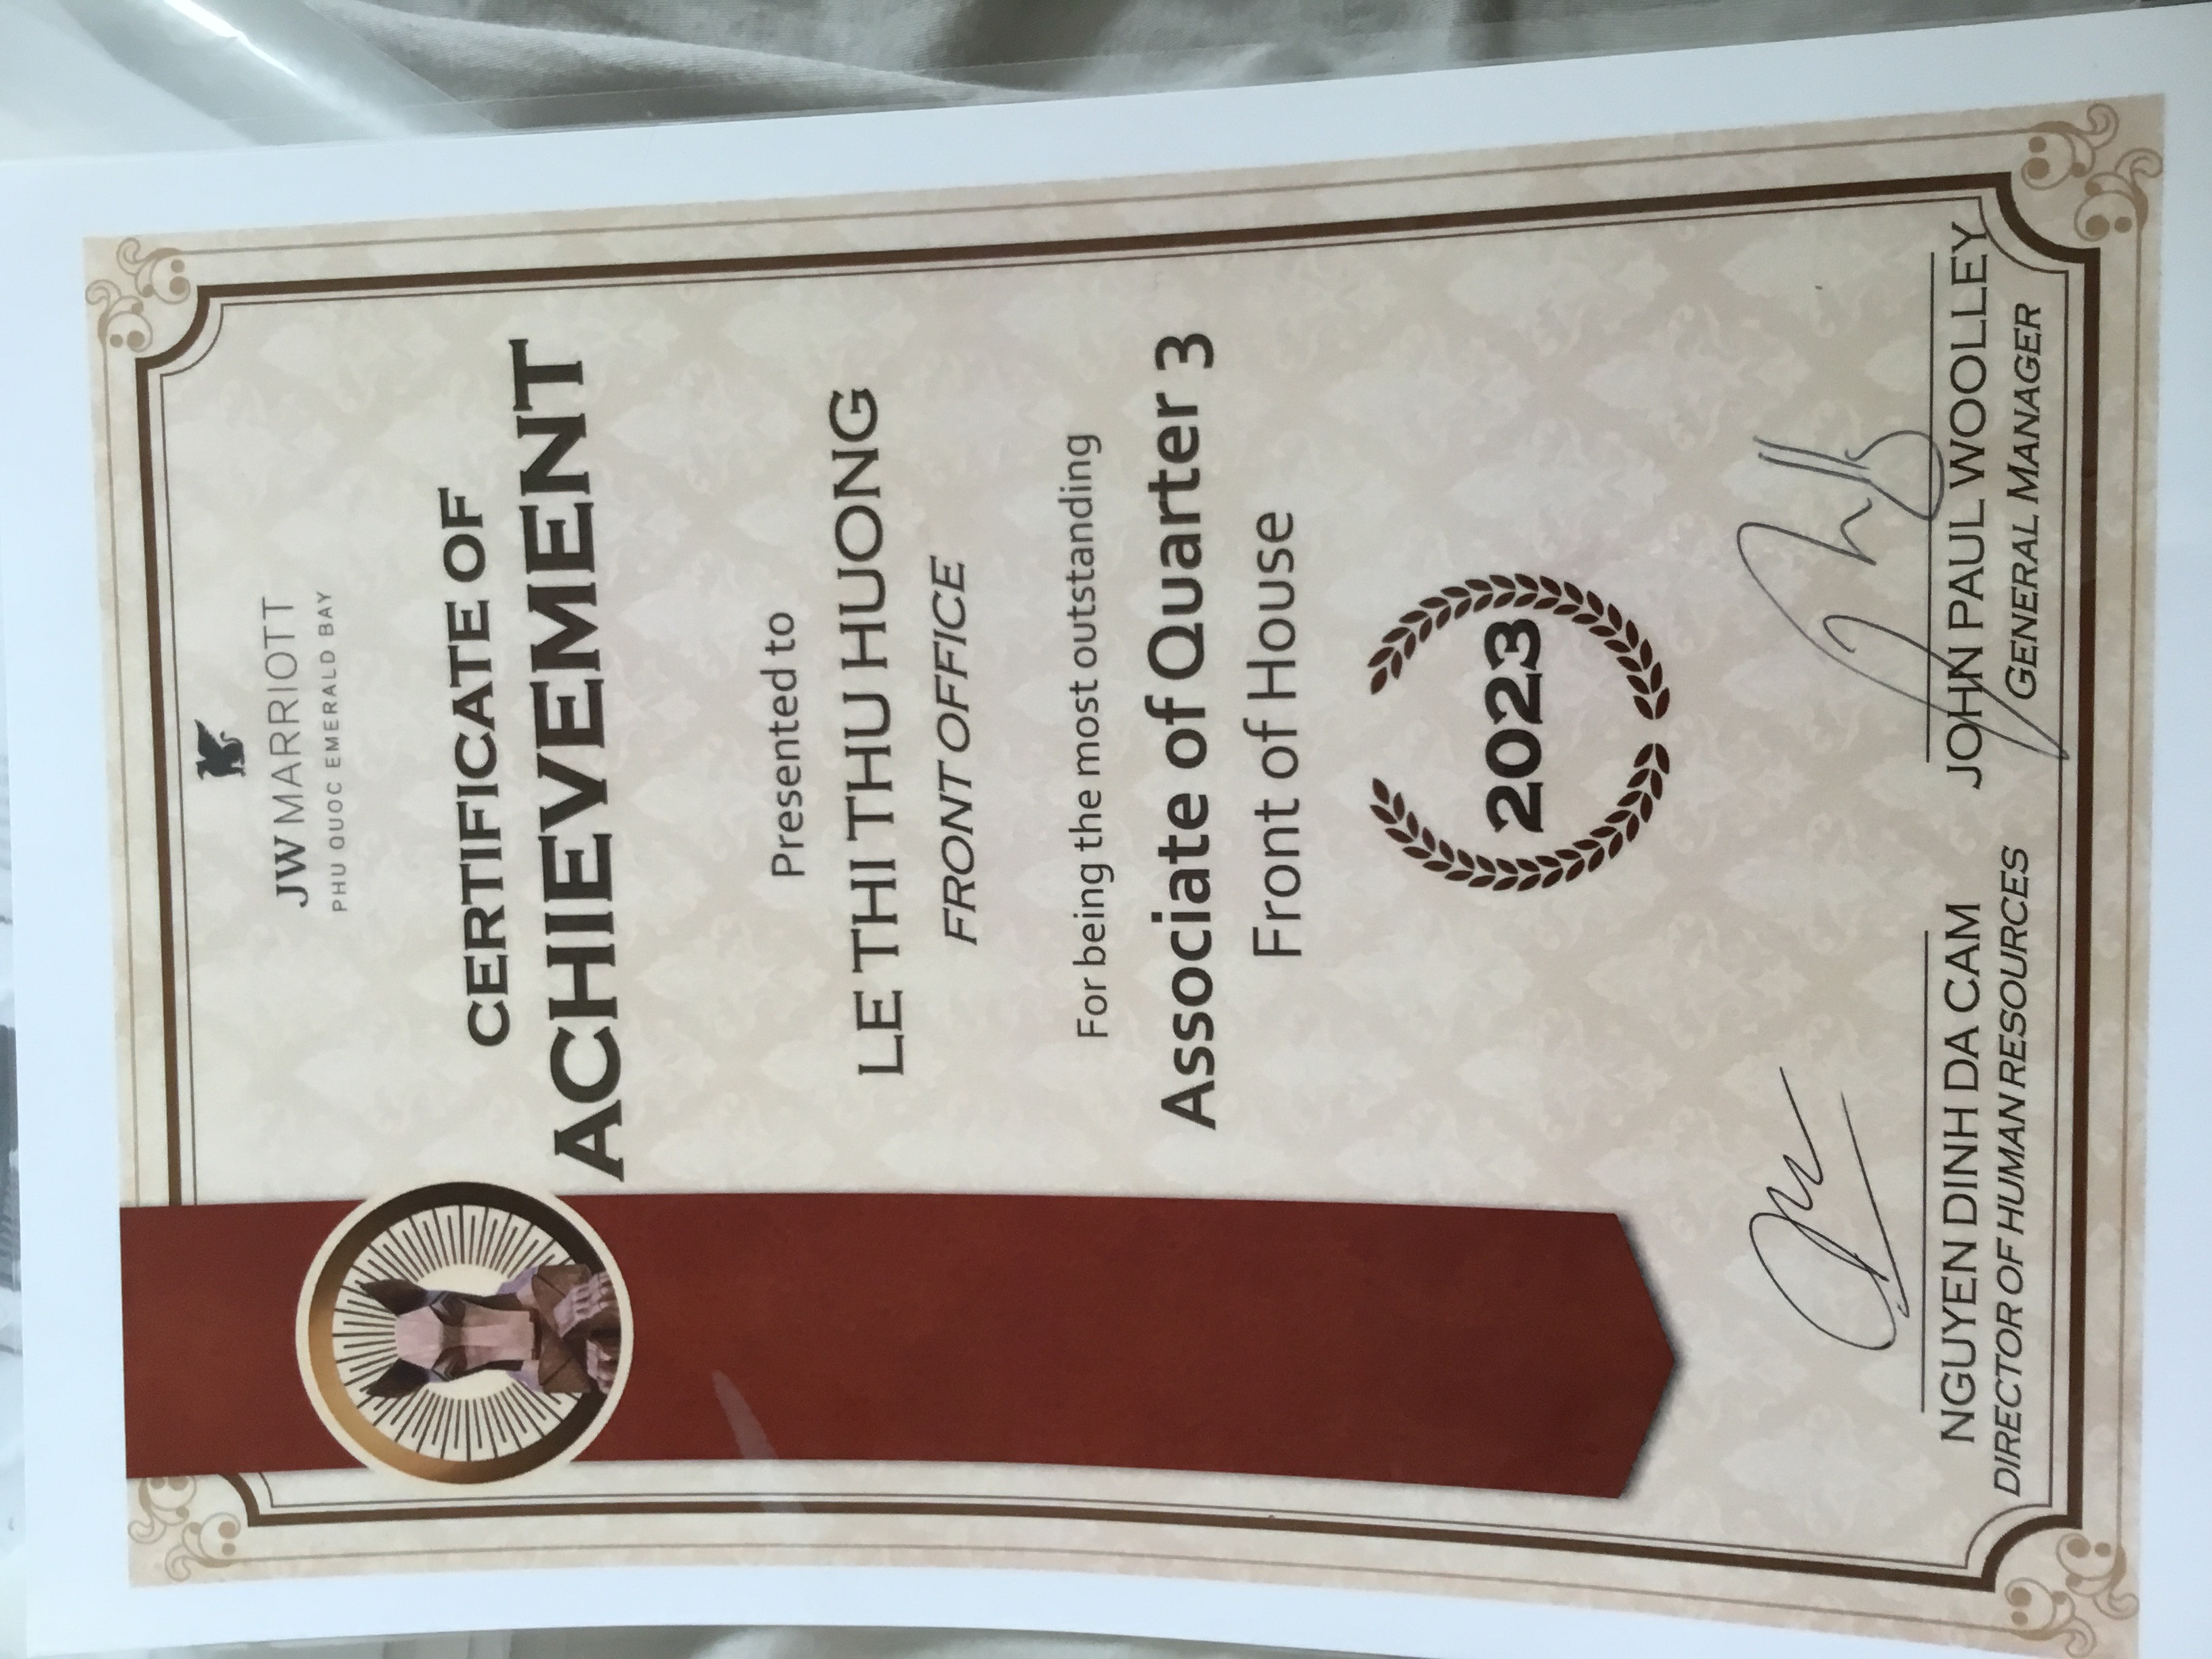 JW MARRIOTT
PHU QUOC EMERALD BAY
CERTIFICATE OF
ACHIEVEMENT
Presented to
LE THI THU HUONG
FRONT OFFICE
For being the most outstanding
Associate of Quarter 3
Front of House
2023
NGUYEN DINH DA CAM
DIRECTOR OF HUMAN RESOURCES
JOHN PAUL WOOLLEY
GENERAL MANAGER